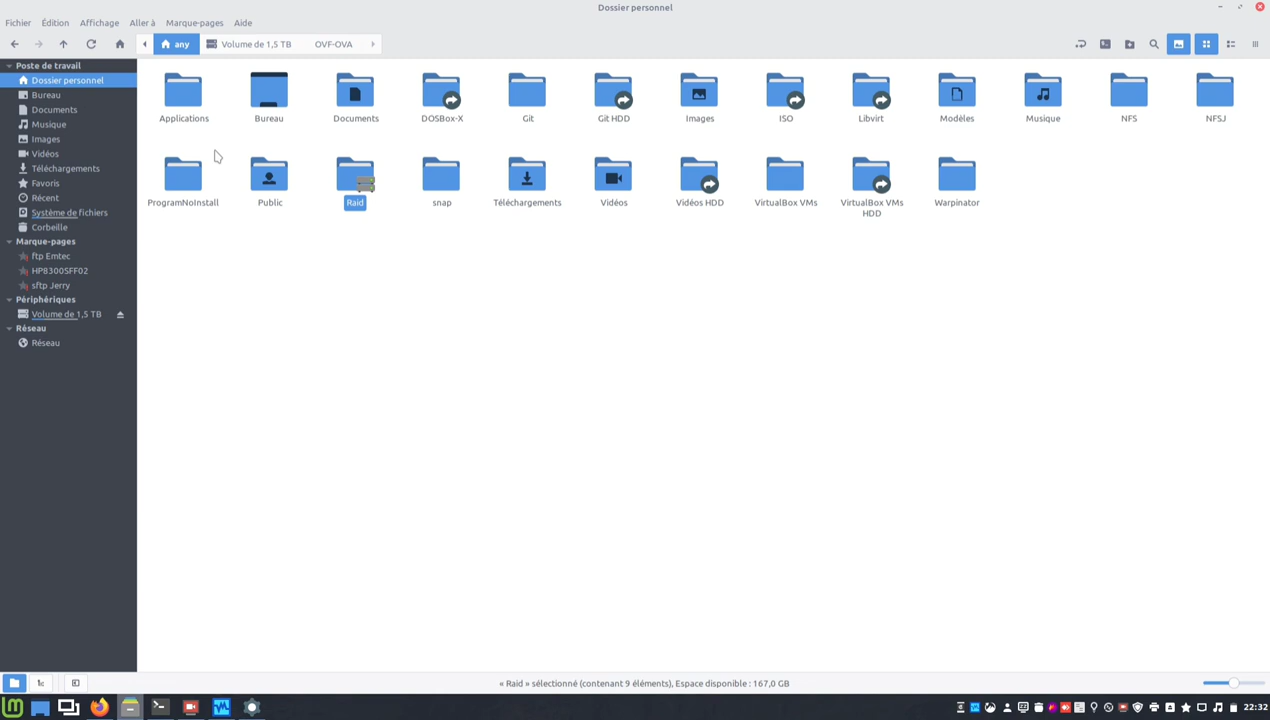 Dossier personnel
Fichier Édition Affichage Aller à Marque-pages Aide
any Volume de 1,5 TB OVF-OVA
Poste de travail
Dossier personnel
Bureau
Documents
Musique
Images
Vidéos
Téléchargements
Favoris
Récent
Système de fichiers
Corbeille
Marque-pages
ftp Emtec
HP8300SFF02
sftp Jerry
Périphériques
Volume de 1,5 TB
Réseau
Réseau
Applications Bureau Documents DOSBox-X Git Git HDD Images ISO Libvirt Modèles Musique NFS NFSJ
ProgramNoInstall Public Raid snap Téléchargements Vidéos Vidéos HDD VirtualBox VMs VirtualBox VMs HDD Warpinator
« Raid » sélectionné (contenant 9 éléments), Espace disponible : 167,0 GB
22:32